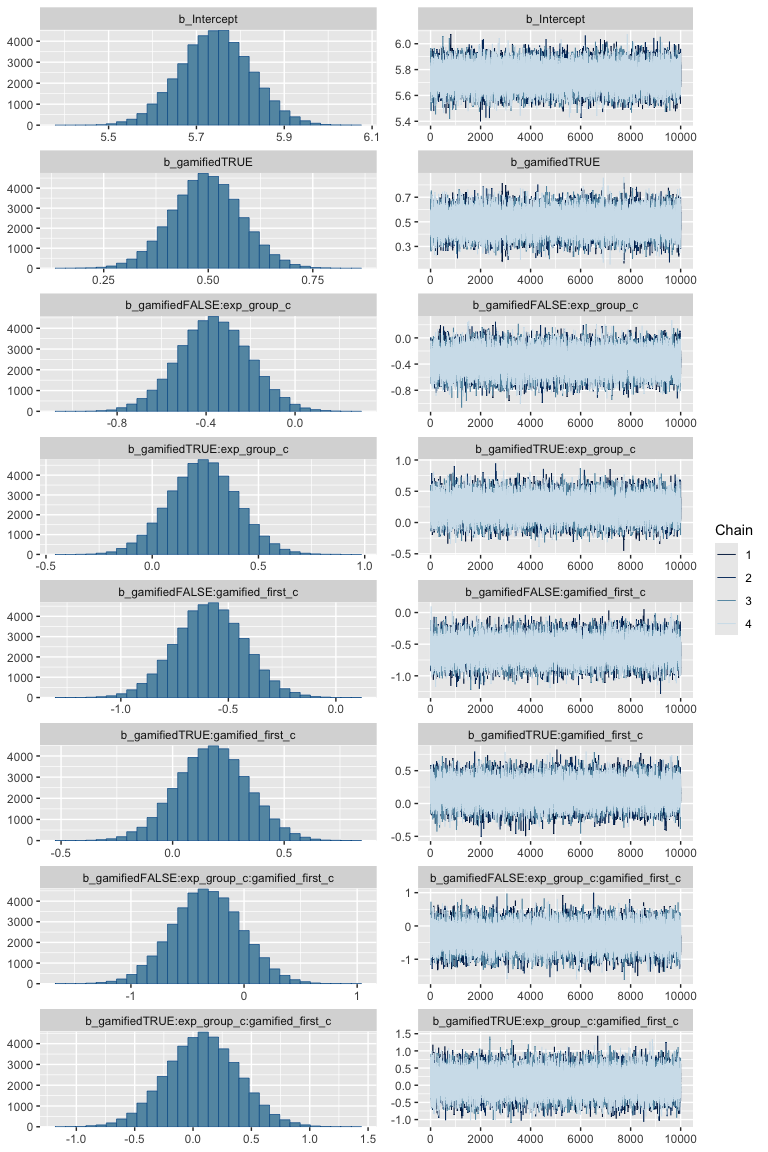 b_Intercept
4000
3000
2000
1000
0
5.5 5.7 5.9 6.1
b_Intercept
6.0
5.8
5.6
5.4
0 2000 4000 6000 8000 10000
b_gamifiedTRUE
4000
3000
2000
1000
0
0.25 0.50 0.75
b_gamifiedTRUE
0.7
0.5
0.3
0 2000 4000 6000 8000 10000
b_gamifiedFALSE:exp_group_c
4000
3000
2000
1000
0
-0.8 -0.4 0.0
b_gamifiedFALSE:exp_group_c
0.0
-0.4
-0.8
0 2000 4000 6000 8000 10000
b_gamifiedTRUE:exp_group_c
4000
3000
2000
1000
0
-0.5 0.0 0.5 1.0
b_gamifiedTRUE:exp_group_c
1.0
0.5
0.0
-0.5
0 2000 4000 6000 8000 10000
b_gamifiedFALSE:gamified_first_c
4000
3000
2000
1000
0
-1.0 -0.5 0.0
b_gamifiedFALSE:gamified_first_c
0.0
-0.5
-1.0
0 2000 4000 6000 8000 10000
b_gamifiedTRUE:gamified_first_c
4000
3000
2000
1000
0
-0.5 0.0 0.5
b_gamifiedTRUE:gamified_first_c
0.5
0.0
-0.5
0 2000 4000 6000 8000 10000
b_gamifiedFALSE:exp_group_c:gamified_first_c
4000
3000
2000
1000
0
-1 0 1
b_gamifiedFALSE:exp_group_c:gamified_first_c
1
0
-1
0 2000 4000 6000 8000 10000
b_gamifiedTRUE:exp_group_c:gamified_first_c
4000
3000
2000
1000
0
-1.0 -0.5 0.0 0.5 1.0 1.5
b_gamifiedTRUE:exp_group_c:gamified_first_c
1.5
1.0
0.5
0.0
-0.5
-1.0
0 2000 4000 6000 8000 10000
Chain
1
2
3
4